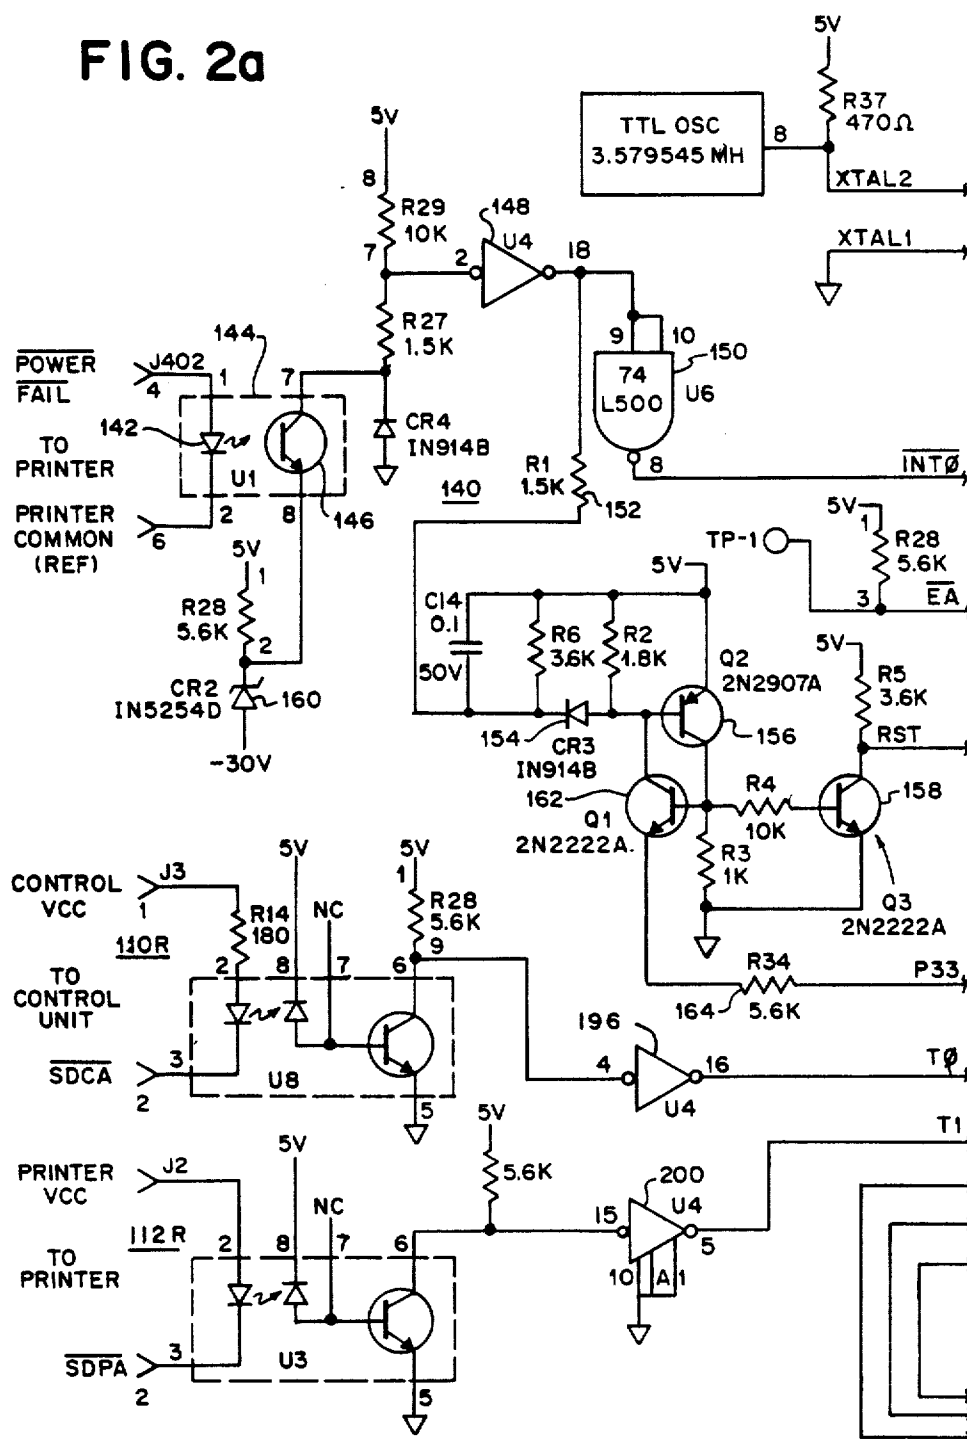 FIG. 2a
5V
R37
470Ω
TTL OSC
3.579545 MH
8
XTAL2
XTAL1
5V
8
R29
10K
7
2
148
U4
18
R27
1.5K
9
10
74
L500
150
U6
8
INTØ
144
POWER
FAIL
J402
4
1
7
142
TO
PRINTER
U1
146
CR4
IN914B
PRINTER
COMMON
(REF)
6
2
8
R1
1.5K
152
140
5V
1
R28
5.6K
2
CR2
IN5254D
160
-30V
TP-1
5V
1
R28
5.6K
3
EA
5V
C14
0.1
50V
R6
3.6K
R2
1.8K
Q2
2N2907A
156
154
CR3
IN914B
5V
R5
3.6K
RST
162
Q1
2N2222A.
R4
10K
158
R3
1K
Q3
2N2222A
R34
5.6K
164
P33
CONTROL
VCC
J3
1
110R
R14
180
5V
NC
5V
1
R28
5.6K
9
2
8
7
6
TO
CONTROL
UNIT
U8
SDCA
3
2
5
196
4
16
U4
TØ
PRINTER
VCC
J2
112R
5V
NC
5V
5.6K
2
8
7
6
TO
PRINTER
U3
SDPA
3
2
5
200
U4
15
5
10
A
1
T1